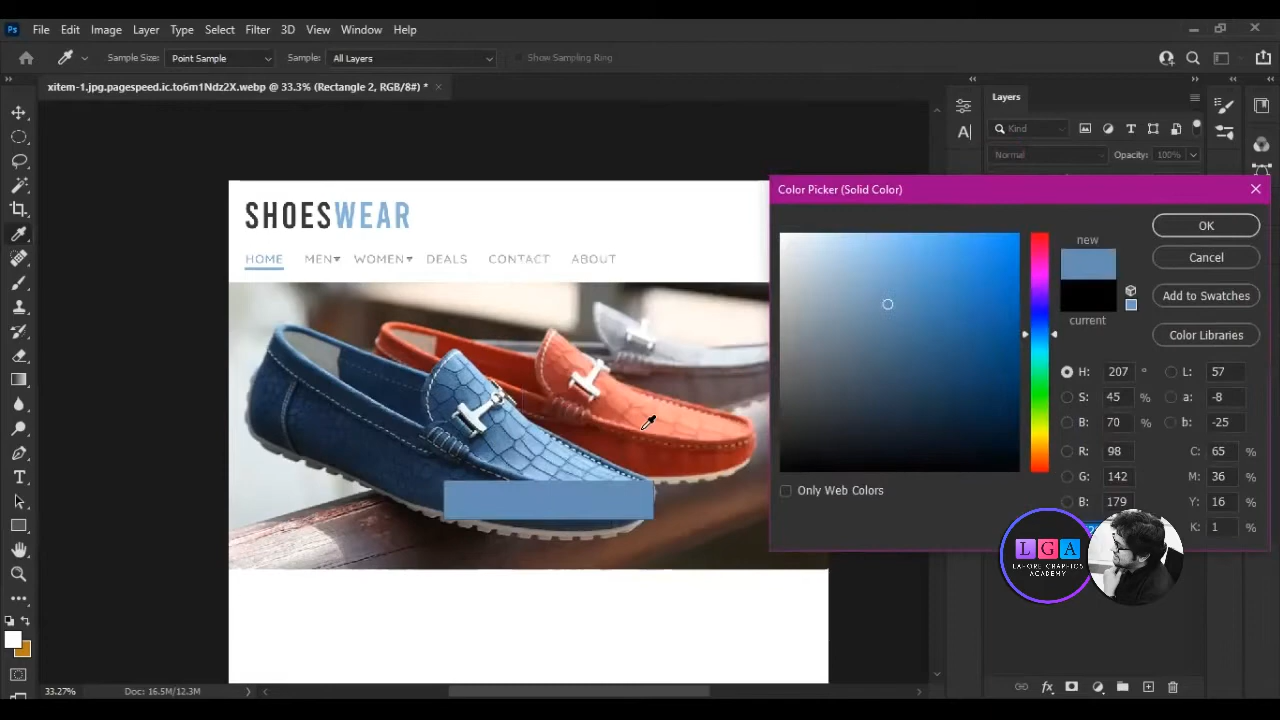 Ps File Edit Image Layer Type Select Filter 3D View Window Help
Sample Size: Point Sample Sample: All Layers Show Sampling Ring
xitem-1.jpg.pagespeed.ic.to6m1Ndz2X.webp @ 33.3% (Rectangle 2, RGB/8#) *
Layers
Kind
Normal Opacity: 100%
Color Picker (Solid Color)
SHOESWEAR
HOME MEN WOMEN DEALS CONTACT ABOUT
new
current
OK
Cancel
Add to Swatches
Color Libraries
H: 207 ° L: 57
S: 45 % a: -8
B: 70 % b: -25
R: 98 C: 65 %
G: 142 M: 36 %
B: 179 Y: 16 %
K: 1 %
Only Web Colors
LGA
LAHORE GRAPHICS
ACADEMY
33.27% Doc: 16.5M/12.3M